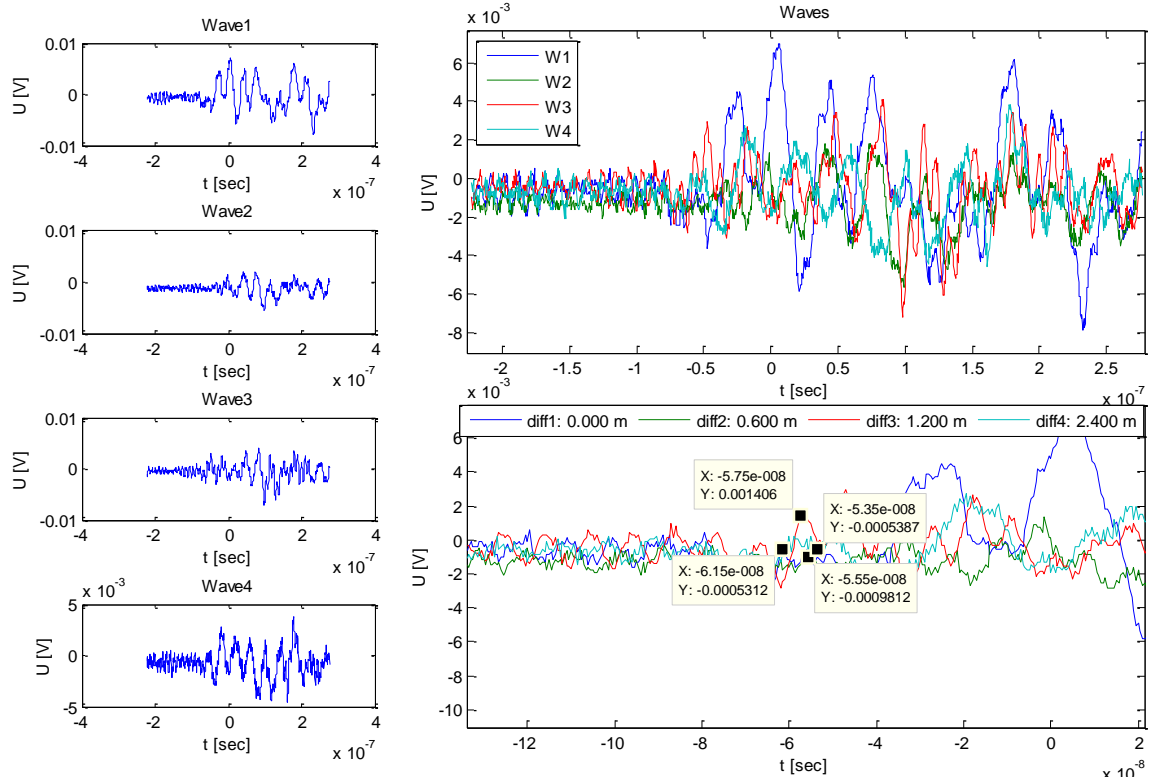 Wave1
0.01
0
-0.01
U [V]
-4
-2
0
2
4
t [sec]
x 10⁻⁷
Wave2
0.01
0
-0.01
U [V]
-4
-2
0
2
4
t [sec]
x 10⁻⁷
Wave3
0.01
0
-0.01
U [V]
-4
-2
0
2
4
t [sec]
x 10⁻⁷
Wave4
x 10⁻³
5
0
-5
U [V]
-4
-2
0
2
4
t [sec]
x 10⁻⁷
Waves
x 10⁻³
W1
W2
W3
W4
6
4
2
0
-2
-4
-6
-8
U [V]
-2
-1.5
-1
-0.5
0
0.5
1
1.5
2
2.5
t [sec]
x 10⁻⁷
x 10⁻³
diff1: 0.000 m
diff2: 0.600 m
diff3: 1.200 m
diff4: 2.400 m
6
4
2
0
-2
-4
-6
-8
-10
U [V]
X: -5.75e-008
Y: 0.001406
X: -5.35e-008
Y: -0.0005387
X: -6.15e-008
Y: -0.0005312
X: -5.55e-008
Y: -0.0009812
-12
-10
-8
-6
-4
-2
0
2
t [sec]
x 10⁻⁸